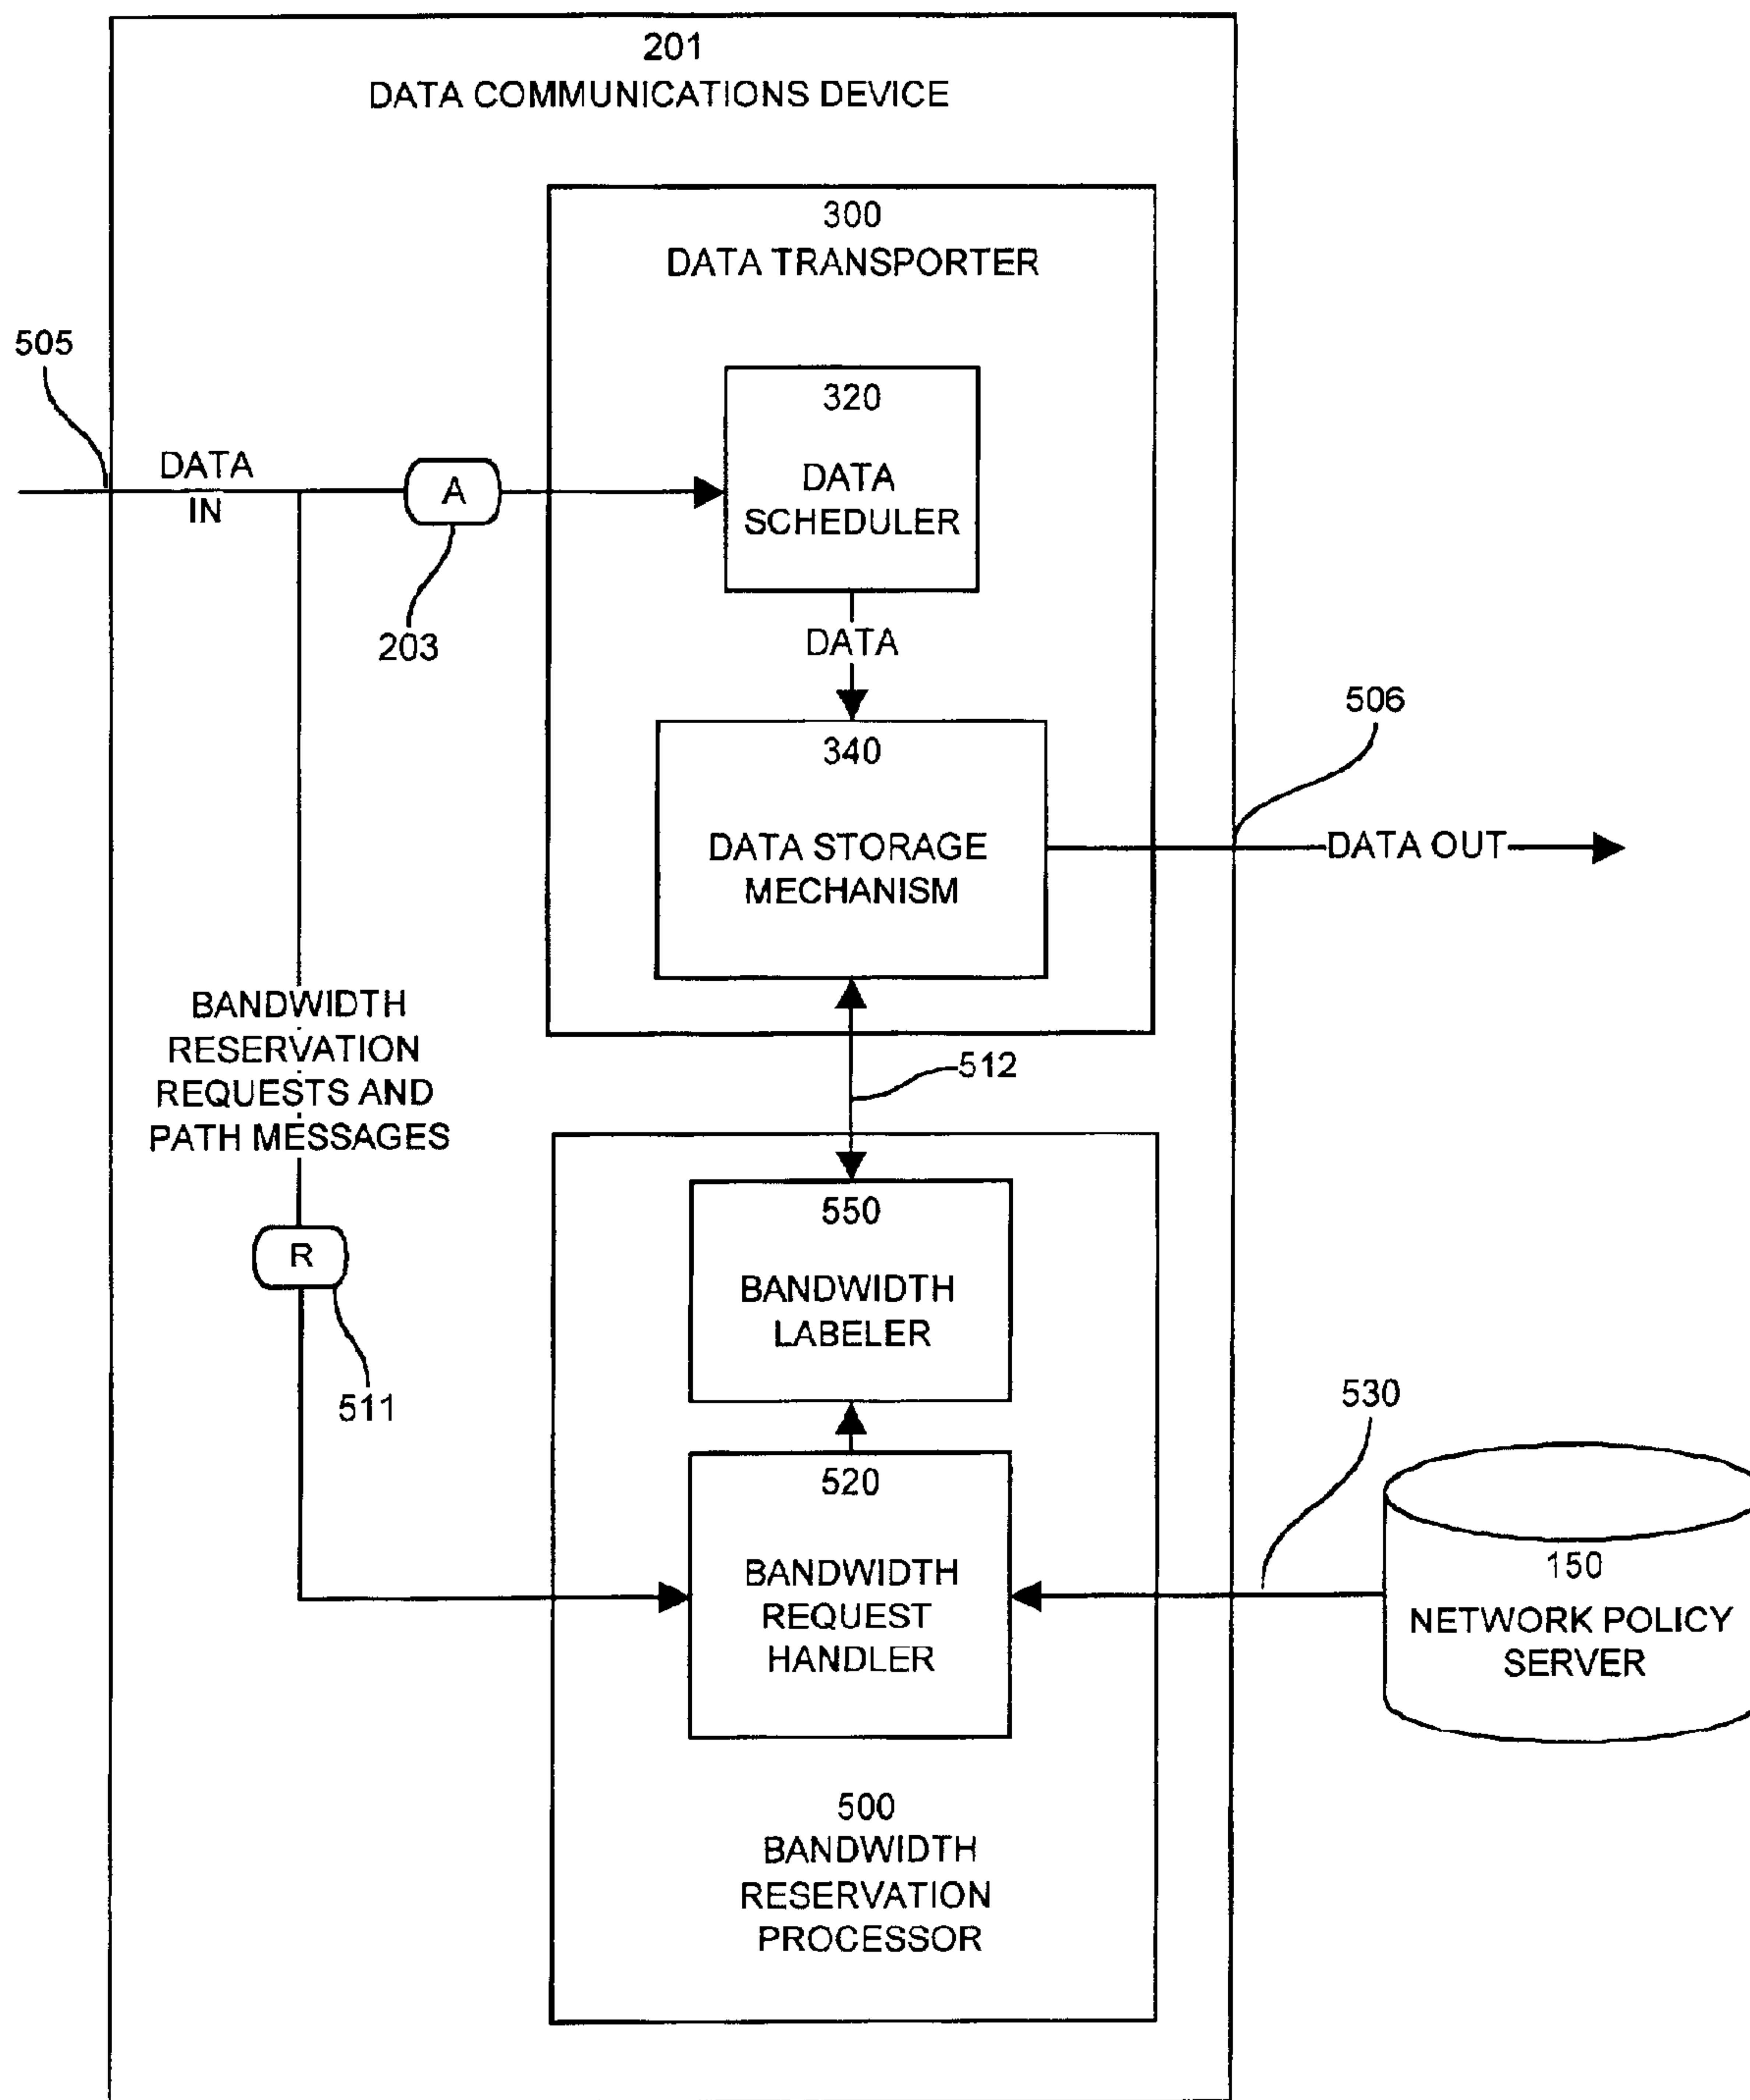 201
DATA COMMUNICATIONS DEVICE
300
DATA TRANSPORTER
505
320
DATA
SCHEDULER
DATA
IN
A
203
DATA
506
340
DATA STORAGE
MECHANISM
DATA OUT
BANDWIDTH
RESERVATION
REQUESTS AND
PATH MESSAGES
512
550
BANDWIDTH
LABELER
R
511
530
520
BANDWIDTH
REQUEST
HANDLER
150
NETWORK POLICY
SERVER
500
BANDWIDTH
RESERVATION
PROCESSOR